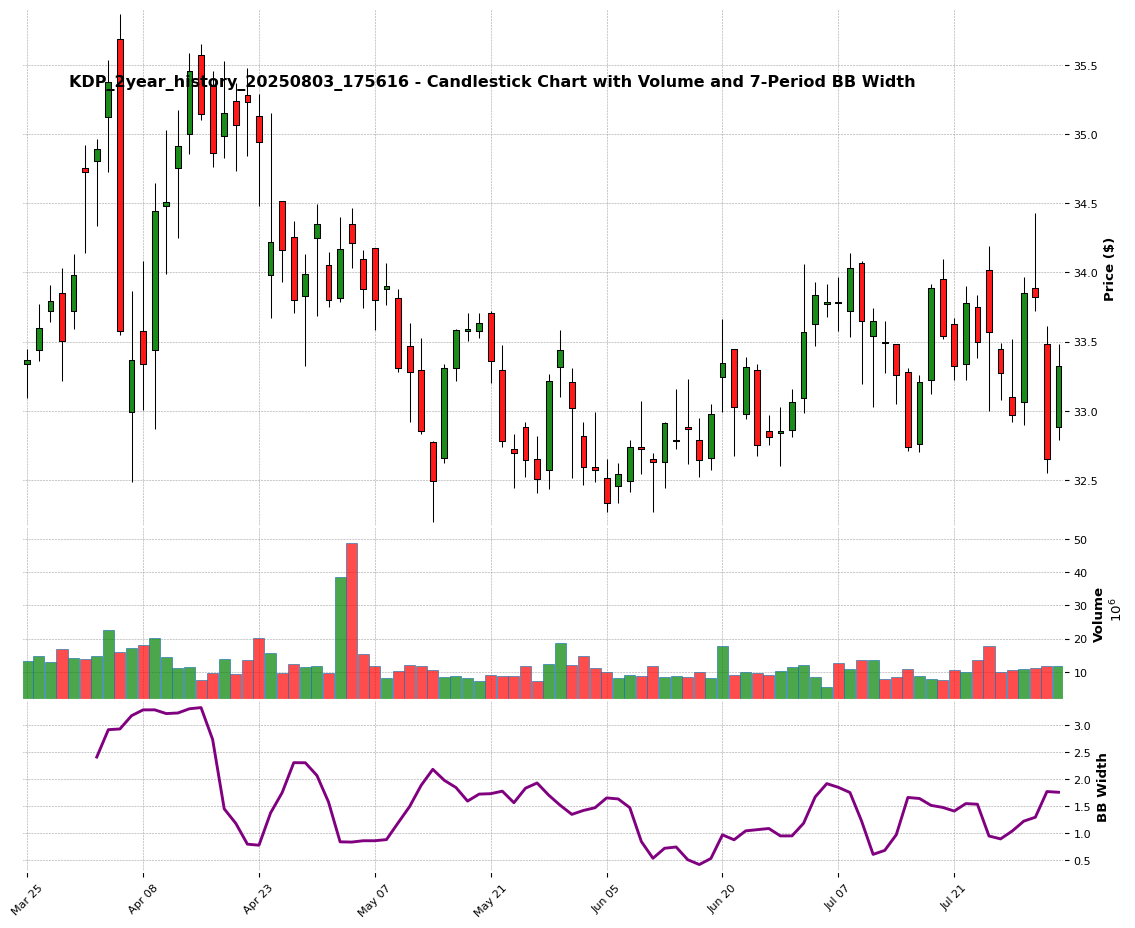 KDP_2year_history_20250803_175616 - Candlestick Chart with Volume and 7-Period BB Width
35.5
35.0
34.5
34.0
33.5
33.0
32.5
Price ($)
50
40
30
20
10
Volume
10⁶
3.0
2.5
2.0
1.5
1.0
0.5
BB Width
Mar 25
Apr 08
Apr 23
May 07
May 21
Jun 05
Jun 20
Jul 07
Jul 21